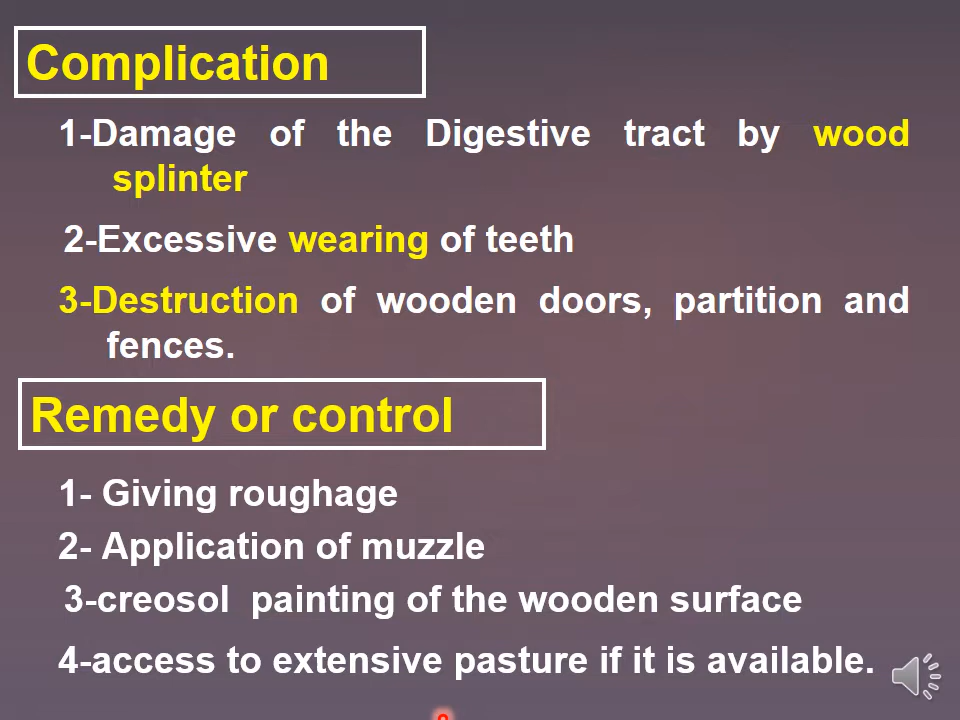 Complication
1-Damage of the Digestive tract by wood
splinter
2-Excessive wearing of teeth
3-Destruction of wooden doors, partition and
fences.
Remedy or control
1- Giving roughage
2- Application of muzzle
3-creosol painting of the wooden surface
4-access to extensive pasture if it is available.